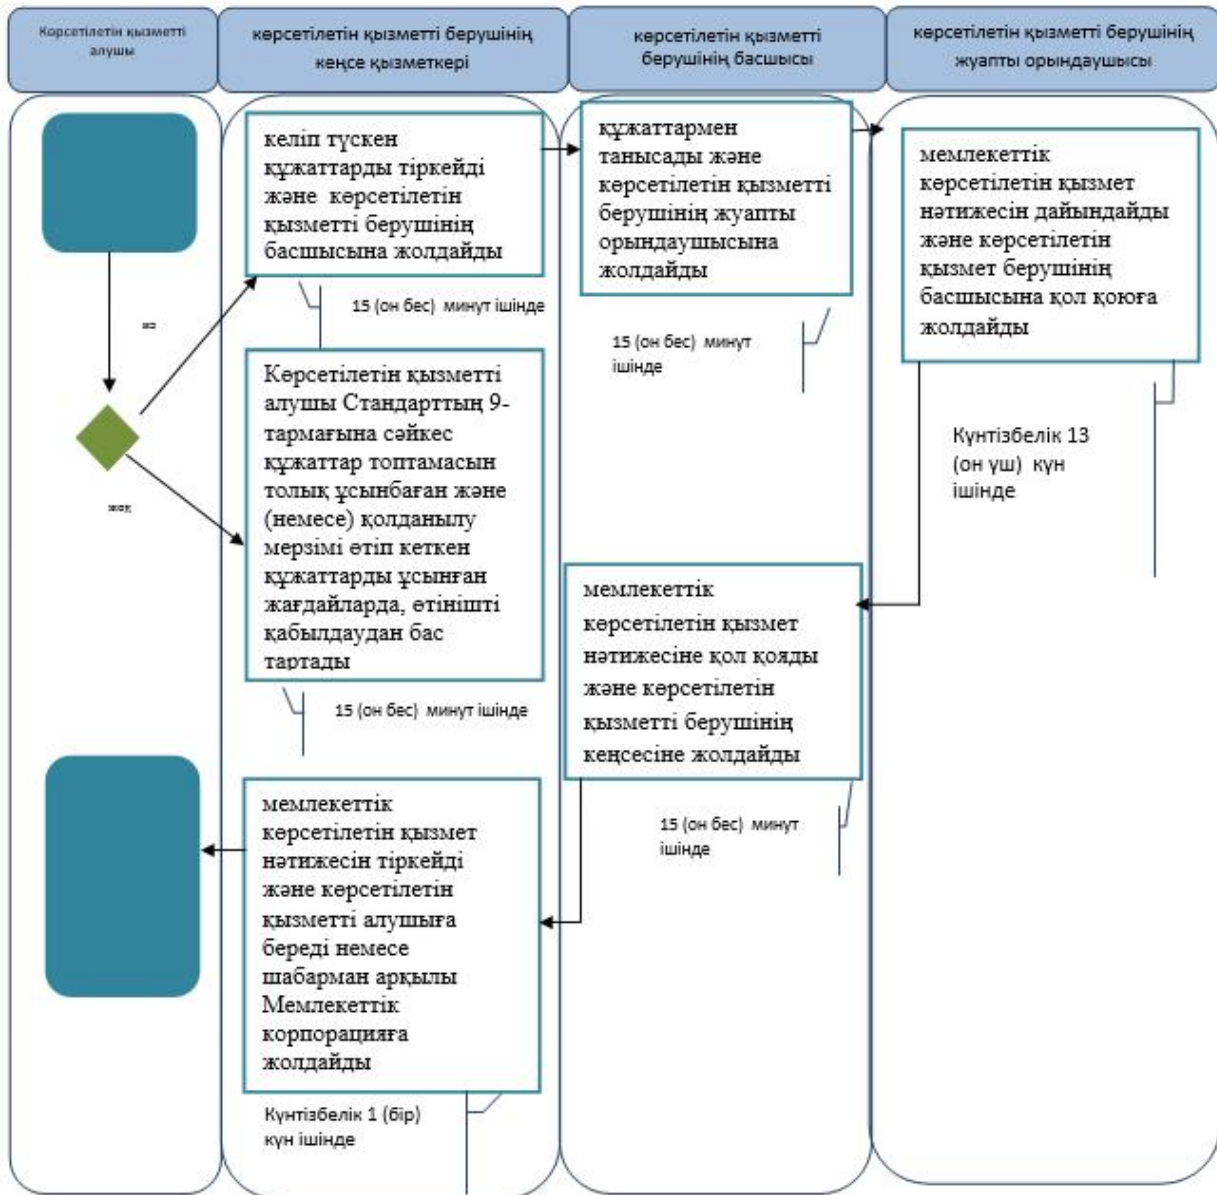 Көрсетілетін қызметті
алушы
көрсетілетін қызметті берушінің
кеңсе қызметкері
көрсетілетін қызметті
берушінің басшысы
көрсетілетін қызметті берушінің
жуапты орындаушысы
келіп түскен
құжаттарды тіркейді
және көрсетілетін
қызметті берушінің
басшысына жолдайды
15 (он бес) минут ішінде
құжаттармен
танысады және
көрсетілетін қызметті
берушінің жуапты
орындаушысына
жолдайды
15 (он бес) минут
ішінде
мемлекеттік
көрсетілетін қызмет
нәтижесін дайындайды
және көрсетілетін
қызмет берушінің
басшысына қол қоюға
жолдайды
Күнтізбелік 13
(он үш) күн
ішінде
иә
жоқ
Көрсетілетін қызметті
алушы Стандарттың 9-
тармағына сәйкес
құжаттар топтамасын
толық ұсынбаған және
(немесе) қолданылу
мерзімі өтіп кеткен
құжаттарды ұсынған
жағдайларда, өтінішті
қабылдаудан бас
тартады
15 (он бес) минут ішінде
мемлекеттік
көрсетілетін қызмет
нәтижесіне қол қояды
және көрсетілетін
қызметті берушінің
кеңсесіне жолдайды
15 (он бес) минут
ішінде
мемлекеттік
көрсетілетін қызмет
нәтижесін тіркейді
және көрсетілетін
қызметті алушыға
береді немесе
шабарман арқылы
Мемлекеттік
корпорацияға
жолдайды
Күнтізбелік 1 (бір)
күн ішінде